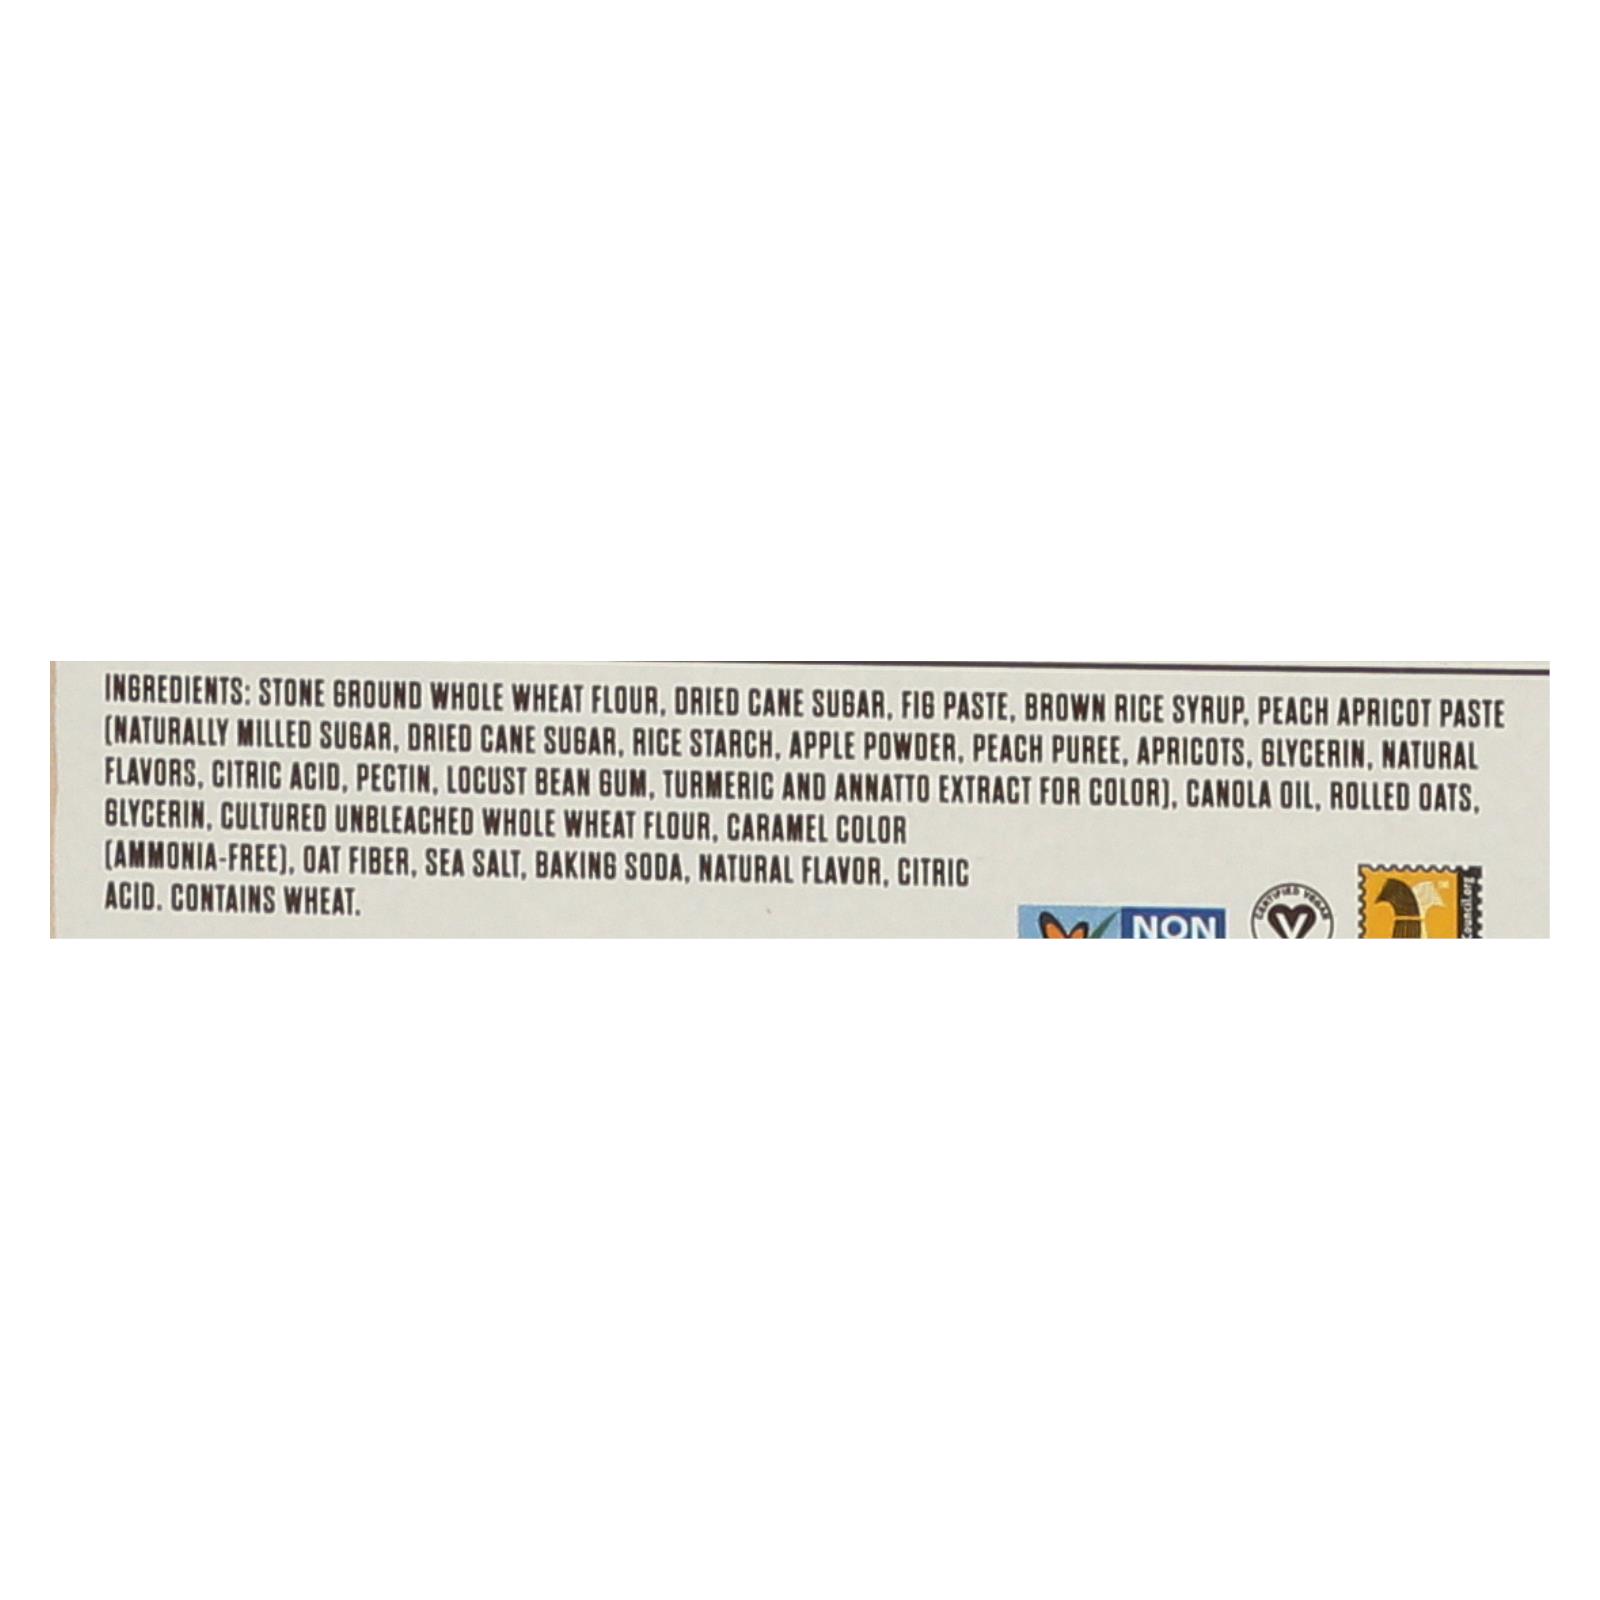 INGREDIENTS: STONE GROUND WHOLE WHEAT FLOUR, DRIED CANE SUGAR, FIG PASTE, BROWN RICE SYRUP, PEACH APRICOT PASTE
(NATURALLY MILLED SUGAR, DRIED CANE SUGAR, RICE STARCH, APPLE POWDER, PEACH PUREE, APRICOTS, GLYCERIN, NATURAL
FLAVORS, CITRIC ACID, PECTIN, LOCUST BEAN GUM, TURMERIC AND ANNATTO EXTRACT FOR COLOR), CANOLA OIL, ROLLED OATS,
GLYCERIN, CULTURED UNBLEACHED WHOLE WHEAT FLOUR, CARAMEL COLOR
(AMMONIA-FREE), OAT FIBER, SEA SALT, BAKING SODA, NATURAL FLAVOR, CITRIC
ACID. CONTAINS WHEAT.
NON
CERTIFIED VEGAN
V